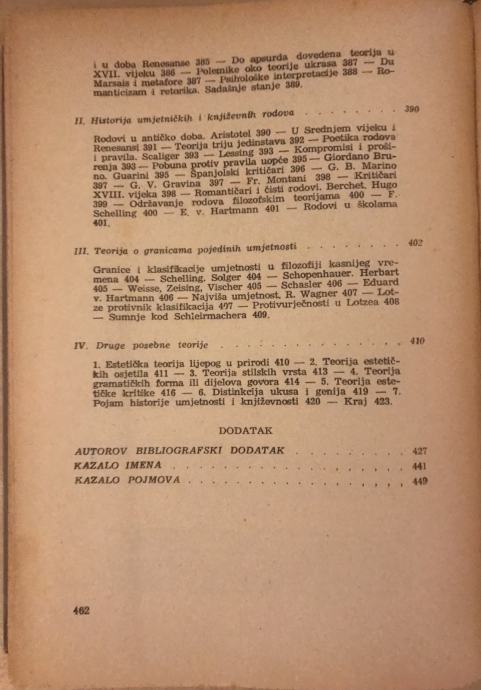 i u doba Renesanse 385 — Do apsurda dovedena teorija u
XVII. vijeku 386 — Polemike oko teorije ukrasa 387 — Du
Marsais i metafore 387 — Psihološke interpretacije 388 — Ro-
manticizam i retorika. Sadašnje stanje 389.
II. Historija umjetničkih i književnih rodova . . . . . . . . 390
Rodovi u antičko doba. Aristotel 390 — U Srednjem vijeku i
Renesansi 391 — Teorija triju jedinstava 392 — Poetika rodova
i pravila. Scaliger 393 — Lessing 393 — Kompromisi i proši-
renja 393 — Pobuna protiv pravila uopće 395 — Giordano Bru-
no. Guarini 395 — Španjolski kritičari 396 — G. B. Marino
397 — G. V. Gravina 397 — Fr. Montani 398 — Kritičari
XVIII. vijeka 398 — Romantičari i čisti rodovi. Berchet, Hugo
399 — Održavanje rodova filozofskim teorijama 400 — F.
Schelling 400 — E. v. Hartmann 401 — Rodovi u školama
401.
III. Teorija o granicama pojedinih umjetnosti . . . . . . . . 402
Granice i klasifikacije umjetnosti u filozofiji kasnijeg vre-
mena 404 — Schelling. Solger 404 — Schopenhauer. Herbart
405 — Weisse, Zeising, Vischer 405 — Schasler 406 — Eduard
v. Hartmann 406 — Najviša umjetnost, R. Wagner 407 — Lot-
ze protivnik klasifikacija 407 — Protivurječnosti u Lotzea 408
— Sumnje kod Schleirmachera 409.
IV. Druge posebne teorije . . . . . . . . . . . . . 410
1. Estetička teorija lijepog u prirodi 410 — 2. Teorija estetič-
kih osjetila 411 — 3. Teorija stilskih vrsta 413 — 4. Teorija
gramatičkih forma ili dijelova govora 414 — 5. Teorija este-
tičke kritike 416 — 6. Distinkcija ukusa i genija 419 — 7.
Pojam historije umjetnosti i književnosti 420 — Kraj 423.
DODATAK
AUTOROV BIBLIOGRAFSKI DODATAK . . . . . . . . . 427
KAZALO IMENA . . . . . . . . . . . . . . . . . 441
KAZALO POJMOVA . . . . . . . . . . . . . . . . 449
462